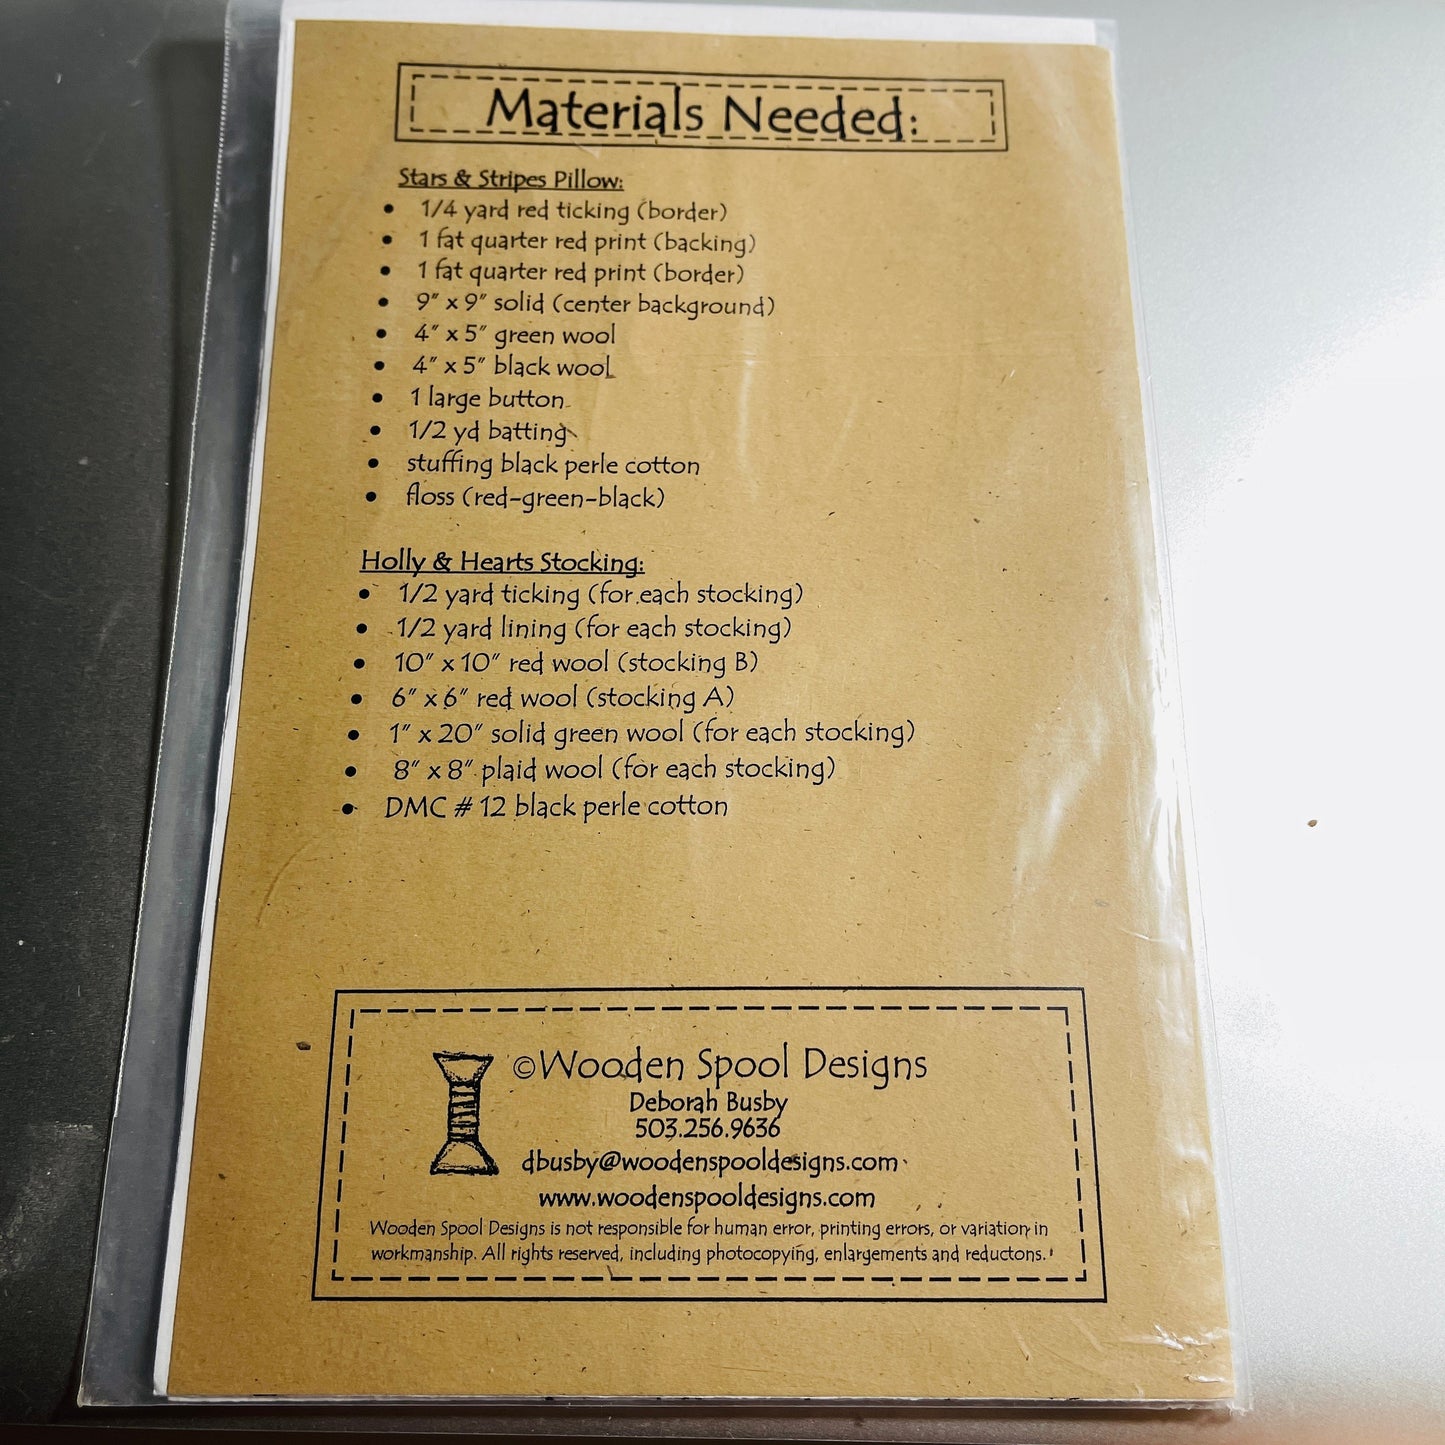 Materials Needed:
Stars & Stripes Pillow:
• 1/4 yard red ticking (border)
• 1 fat quarter red print (backing)
• 1 fat quarter red print (border)
• 9" x 9" solid (center background)
• 4" x 5" green wool
• 4" x 5" black wool
• 1 large button
• 1/2 yd batting
• stuffing black perle cotton
• floss (red-green-black)
Holly & Hearts Stocking:
• 1/2 yard ticking (for each stocking)
• 1/2 yard lining (for each stocking)
• 10" x 10" red wool (stocking B)
• 6" x 6" red wool (stocking A)
• 1" x 20" solid green wool (for each stocking)
• 8" x 8" plaid wool (for each stocking)
• DMC # 12 black perle cotton
©Wooden Spool Designs
Deborah Busby
503.256.9636
dbusby@woodenspooldesigns.com
www.woodenspooldesigns.com
Wooden Spool Designs is not responsible for human error, printing errors, or variation in
workmanship. All rights reserved, including photocopying, enlargements and reductons.